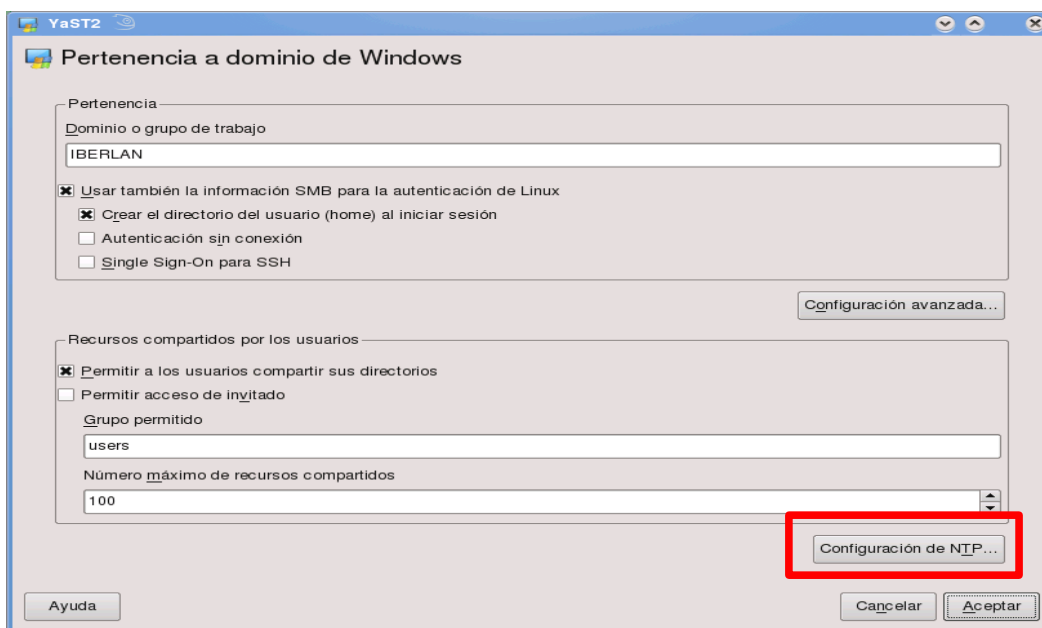 YaST2
Pertenencia a dominio de Windows
Pertenencia
Dominio o grupo de trabajo
IBERLAN
Usar también la información SMB para la autenticación de Linux
Crear el directorio del usuario (home) al iniciar sesión
Autenticación sin conexión
Single Sign-On para SSH
Configuración avanzada...
Recursos compartidos por los usuarios
Permitir a los usuarios compartir sus directorios
Permitir acceso de invitado
Grupo permitido
users
Número máximo de recursos compartidos
100
Configuración de NTP...
Ayuda
Cancelar
Aceptar